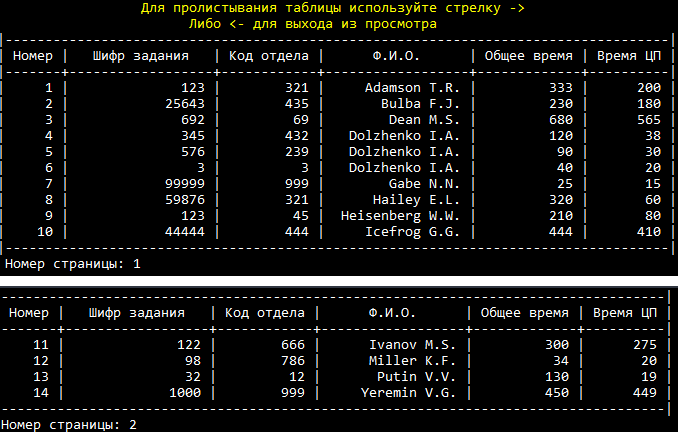 Для пролистывания таблицы используйте стрелку ->
Либо <- для выхода из просмотра
Номер | Шифр задания | Код отдела | Ф.И.О. | Общее время | Время ЦП |
1 | 123 | 321 | Adamson T.R. | 333 | 200 |
2 | 25643 | 435 | Bulba F.J. | 230 | 180 |
3 | 692 | 69 | Dean M.S. | 680 | 565 |
4 | 345 | 432 | Dolzhenko I.A. | 120 | 38 |
5 | 576 | 239 | Dolzhenko I.A. | 90 | 30 |
6 | 3 | 3 | Dolzhenko I.A. | 40 | 20 |
7 | 99999 | 999 | Gabe N.N. | 25 | 15 |
8 | 59876 | 321 | Hailey E.L. | 320 | 60 |
9 | 123 | 45 | Heisenberg W.W. | 210 | 80 |
10 | 44444 | 444 | Icefrog G.G. | 444 | 410 |
Номер страницы: 1
Номер | Шифр задания | Код отдела | Ф.И.О. | Общее время | Время ЦП |
11 | 122 | 666 | Ivanov M.S. | 300 | 275 |
12 | 98 | 786 | Miller K.F. | 34 | 20 |
13 | 32 | 12 | Putin V.V. | 130 | 19 |
14 | 1000 | 999 | Yeremin V.G. | 450 | 449 |
Номер страницы: 2